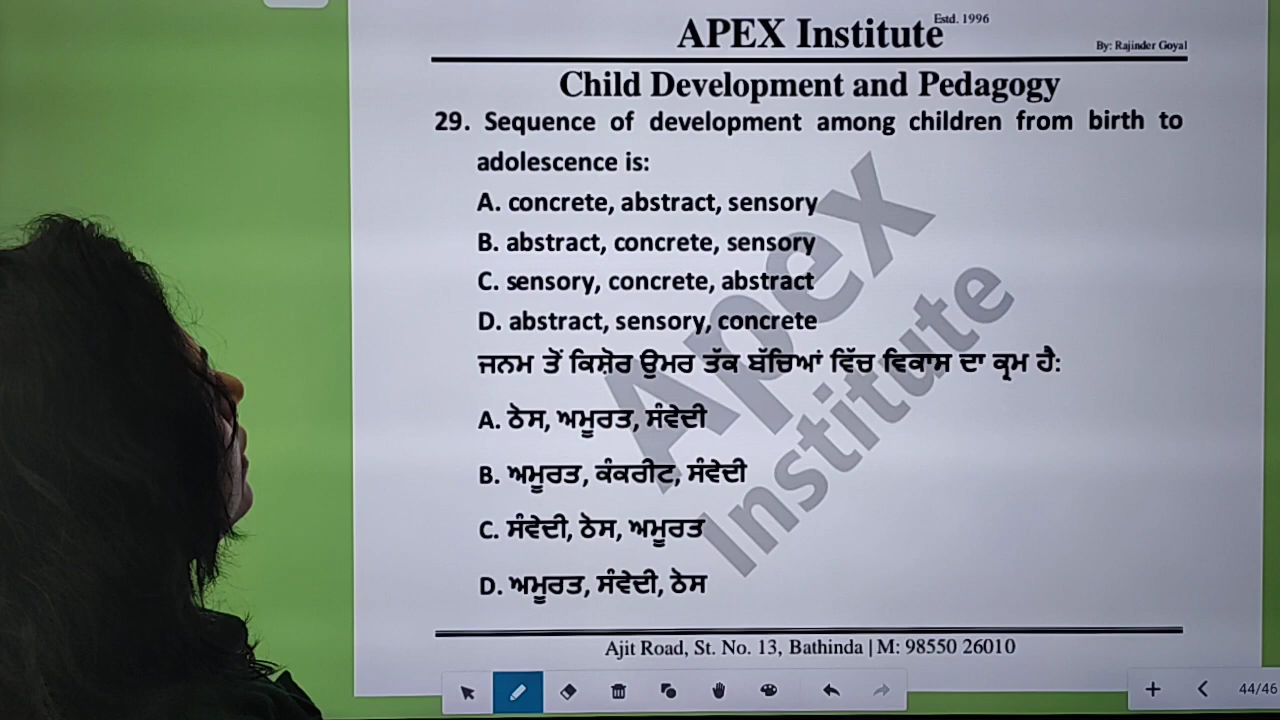 Estd. 1996
APEX Institute
By: Rajinder Goyal
Child Development and Pedagogy
29. Sequence of development among children from birth to
adolescence is:
A. concrete, abstract, sensory
B. abstract, concrete, sensory
C. sensory, concrete, abstract
D. abstract, sensory, concrete
ਜਨਮ ਤੋਂ ਕਿਸ਼ੋਰ ਉਮਰ ਤੱਕ ਬੱਚਿਆਂ ਵਿੱਚ ਵਿਕਾਸ ਦਾ ਕ੍ਰਮ ਹੈ:
A. ਠੋਸ, ਅਮੂਰਤ, ਸੰਵੇਦੀ
B. ਅਮੂਰਤ, ਕੰਕਰੀਟ, ਸੰਵੇਦੀ
C. ਸੰਵੇਦੀ, ਠੋਸ, ਅਮੂਰਤ
D. ਅਮੂਰਤ, ਸੰਵੇਦੀ, ਠੋਸ
Apex
Institute
Ajit Road, St. No. 13, Bathinda | M: 98550 26010
44/46